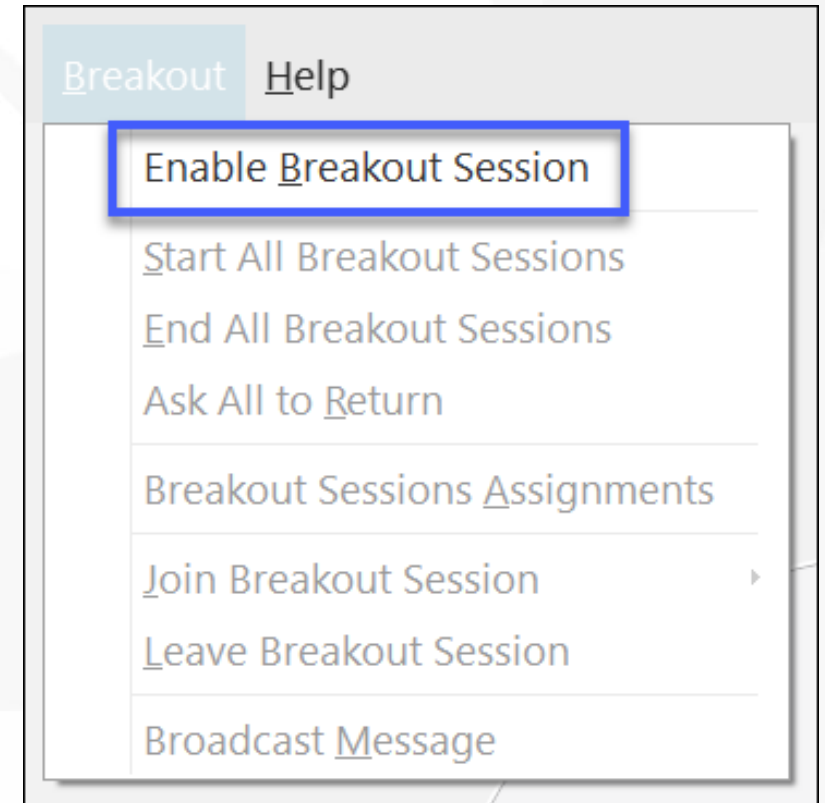 Breakout Help
Enable Breakout Session
Start All Breakout Sessions
End All Breakout Sessions
Ask All to Return
Breakout Sessions Assignments
Join Breakout Session
Leave Breakout Session
Broadcast Message